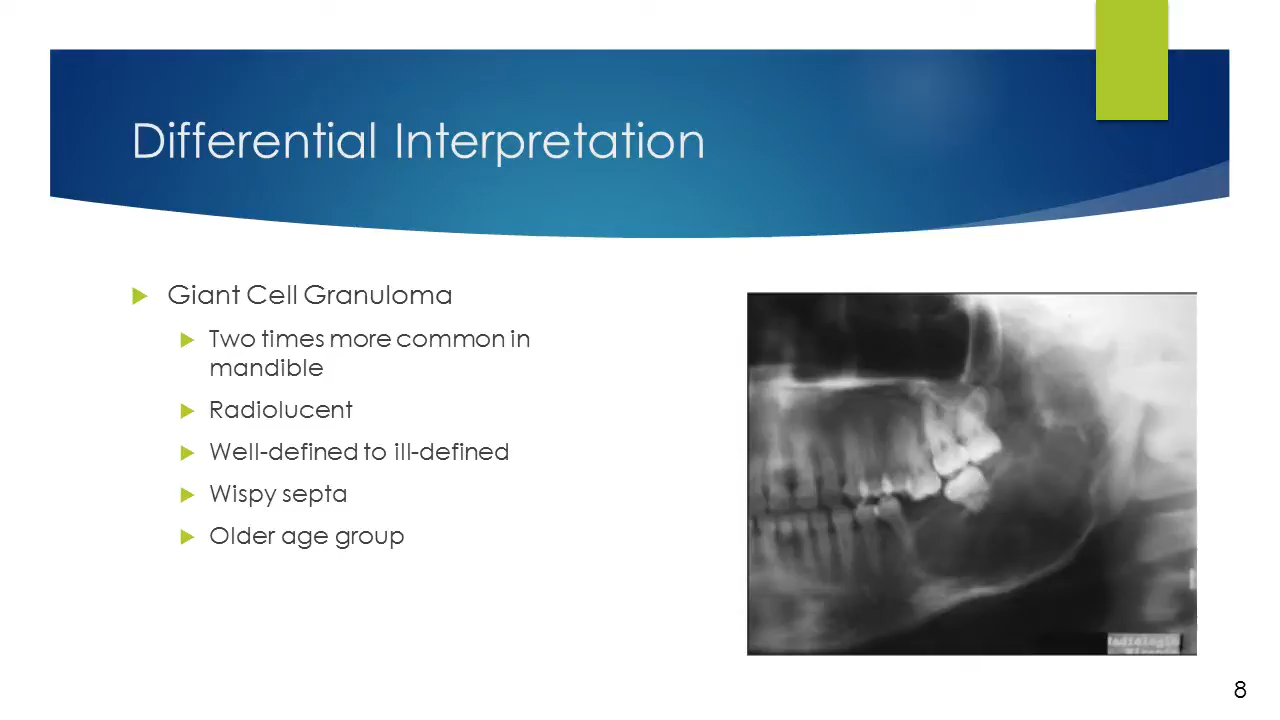 Differential Interpretation
Giant Cell Granuloma
Two times more common in
mandible
Radiolucent
Well-defined to ill-defined
Wispy septa
Older age group
8